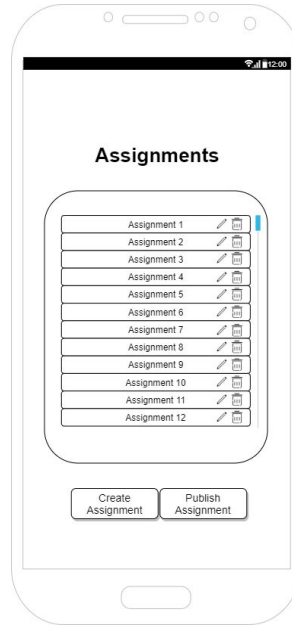 12:00
Assignments
Assignment 1
Assignment 2
Assignment 3
Assignment 4
Assignment 5
Assignment 6
Assignment 7
Assignment 8
Assignment 9
Assignment 10
Assignment 11
Assignment 12
Create
Assignment
Publish
Assignment